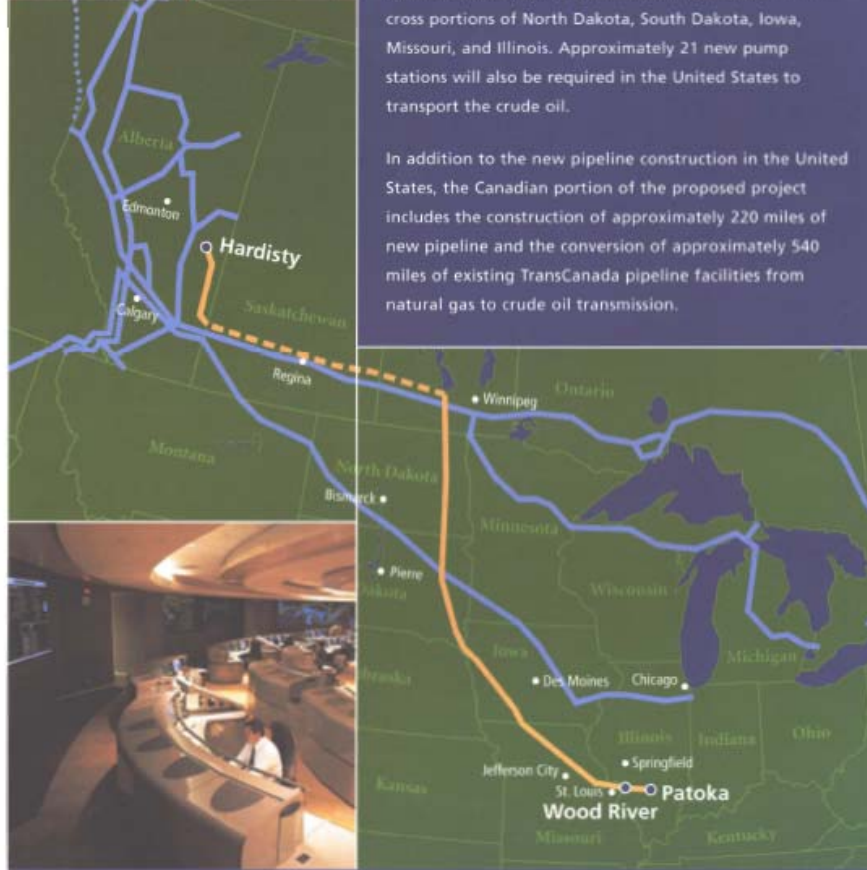 cross portions of North Dakota, South Dakota, Iowa,
Missouri, and Illinois. Approximately 21 new pump
stations will also be required in the United States to
transport the crude oil.
In addition to the new pipeline construction in the United
States, the Canadian portion of the proposed project
includes the construction of approximately 220 miles of
new pipeline and the conversion of approximately 540
miles of existing TransCanada pipeline facilities from
natural gas to crude oil transmission.
Alberta
Edmonton
Hardisty
Calgary
Saskatchewan
Regina
Winnipeg
Ontario
Montana
North Dakota
Bismarck
Minnesota
Pierre
Dakota
Wisconsin
Iowa
Michigan
braska
Des Moines
Chicago
Illinois
Indiana
Ohio
Springfield
Jefferson City
Kansas
St. Louis
Patoka
Wood River
Missouri
Kentucky